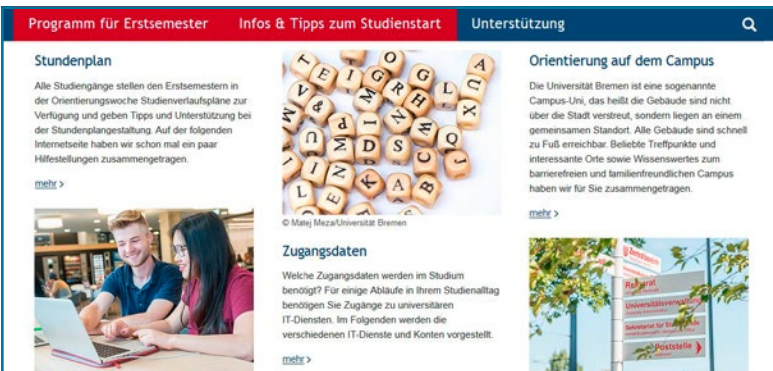 Programm für Erstsemester
Infos & Tipps zum Studienstart
Unterstützung
Stundenplan
Alle Studiengänge stellen den Erstsemestern in
der Orientierungswoche Studienverlaufspläne zur
Verfügung und geben Tipps und Unterstützung bei
der Stundenplangestaltung. Auf der folgenden
Internetseite haben wir schon mal ein paar
Hilfestellungen zusammengetragen.
mehr >
© Matej Meza/Universität Bremen
Zugangsdaten
Welche Zugangsdaten werden im Studium
benötigt? Für einige Abläufe in Ihrem Studienalltag
benötigen Sie Zugänge zu universitären
IT-Diensten. Im Folgenden werden die
verschiedenen IT-Dienste und Konten vorgestellt.
mehr >
Orientierung auf dem Campus
Die Universität Bremen ist eine sogenannte
Campus-Uni, das heißt die Gebäude sind nicht
über die Stadt verstreut, sondern liegen an einem
gemeinsamen Standort. Alle Gebäude sind schnell
zu Fuß erreichbar. Beliebte Treffpunkte und
interessante Orte sowie Wissenswertes zum
barrierefreien und familienfreundlichen Campus
haben wir für Sie zusammengetragen.
mehr >
Universitätsverwaltung
Sekretariat für
Poststelle